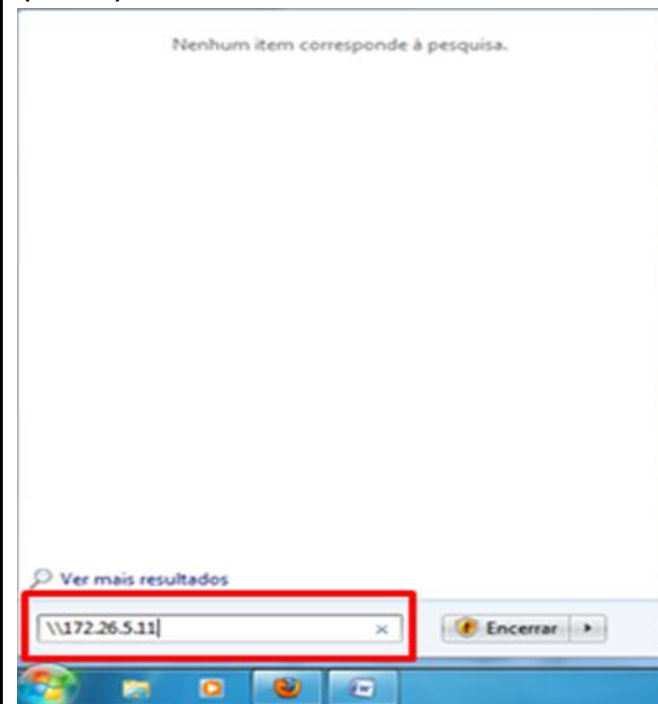 Nenhum item corresponde à pesquisa.
Ver mais resultados
\\172.26.5.11
Encerrar